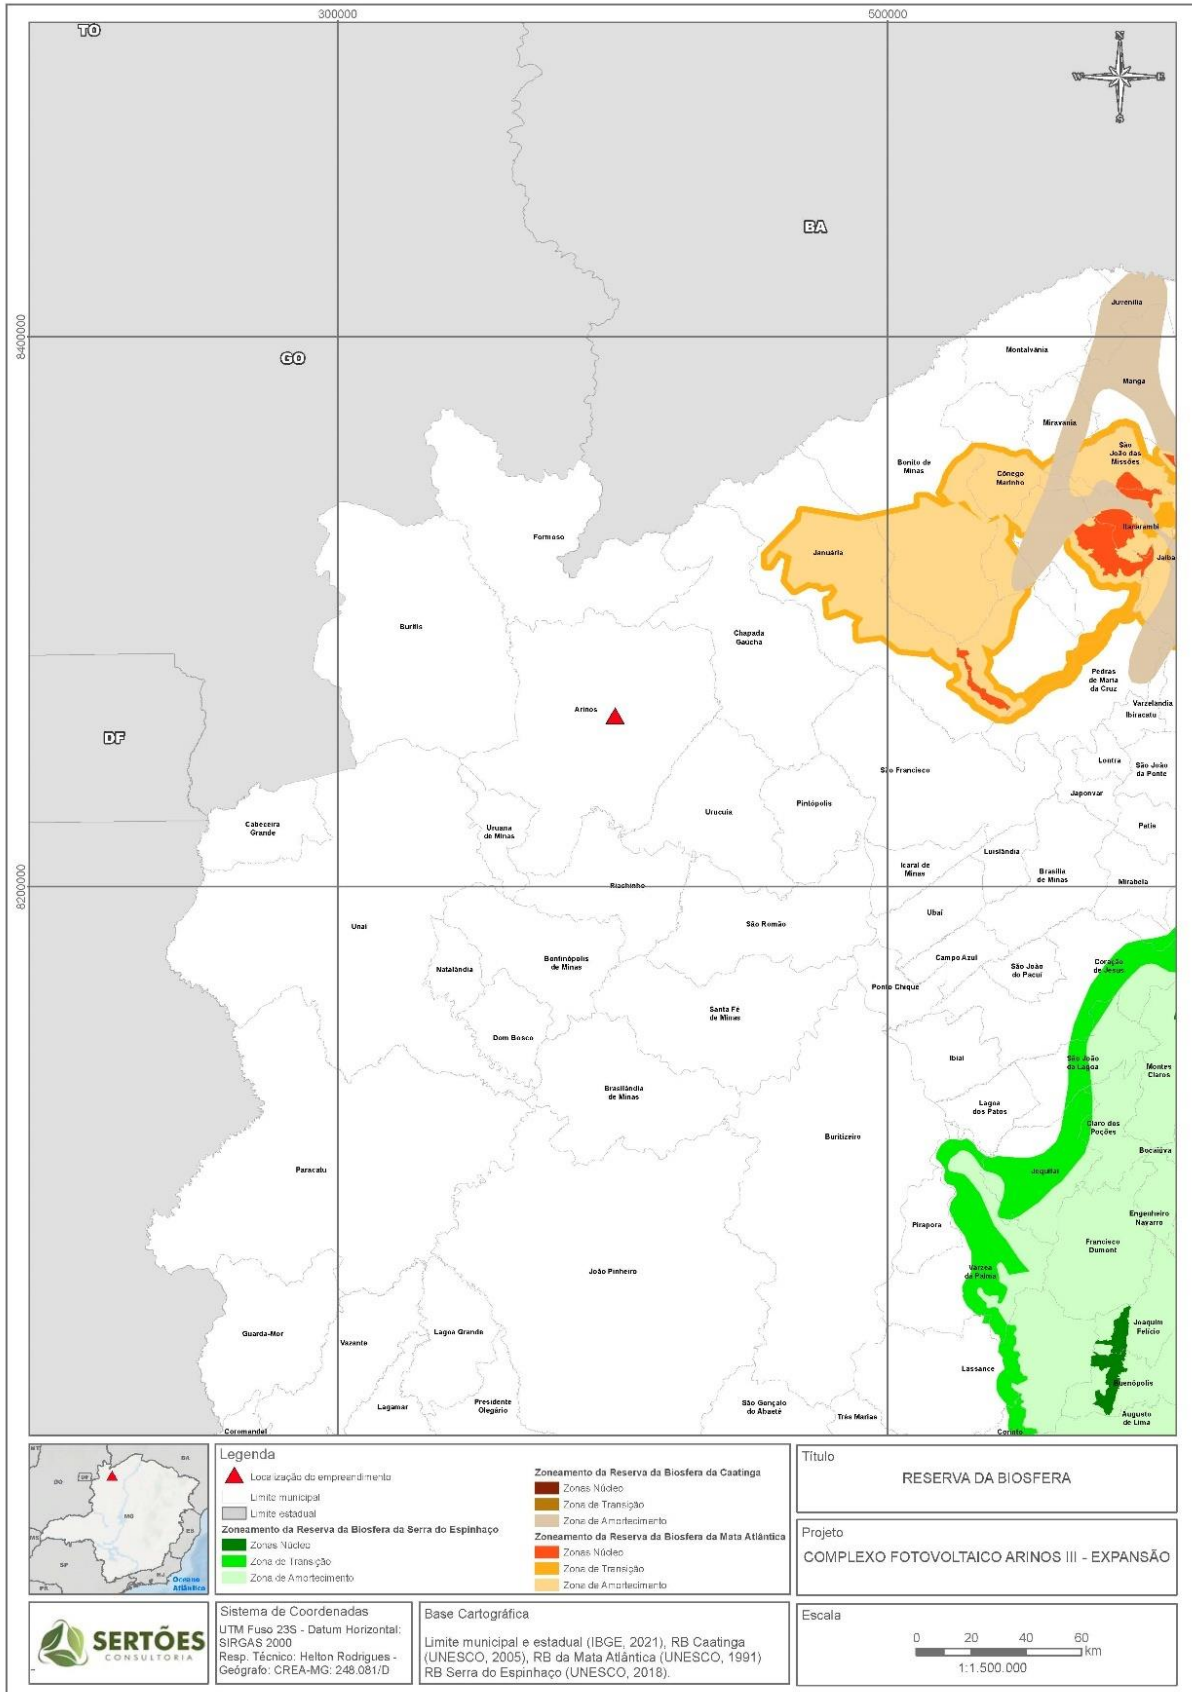 300000
500000
TO
N
W
E
S
BA
8400000
GO
Juvenília
Montalvânia
Manga
Miravânia
São
João das
Missões
Bonito de
Minas
Cônego
Marinho
Itacarambi
Januária
Jaíba
Formoso
Buritis
Chapada
Gaúcha
Pedras
de Maria
da Cruz
Varzelândia
Ibiracatu
Arinos
DF
Lontra
São João
da Ponte
São Francisco
Japonvar
Pintópolis
Urucuia
Cabeceira
Grande
Uruana
de Minas
Patis
Luislândia
Icaraí de
Minas
Brasília
de Minas
Mirabela
8200000
Riachinho
Ubaí
Unaí
São Romão
Campo Azul
Coração
de Jesus
Bonfinópolis
de Minas
Natalândia
São João
do Pacuí
Ponto Chique
Santa Fé
de Minas
Dom Bosco
Ibiaí
São João
da Lagoa
Montes
Claros
Brasilândia
de Minas
Lagoa
dos Patos
Claro dos
Poções
Buritizeiro
Bocaiúva
Paracatu
Jequitaí
Pirapora
Engenheiro
Navarro
Francisco
Dumont
João Pinheiro
Várzea
da Palma
Guarda-Mor
Vazante
Lagoa Grande
Joaquim
Felício
Lassance
Buenópolis
Lagamar
Presidente
Olegário
São Gonçalo
do Abaeté
Três Marias
Augusto
de Lima
Coromandel
Corinto
BA
GO
DF
MG
ES
SP
RJ
PR
Oceano
Atlântico
Legenda
Localização do empreendimento
Limite municipal
Limite estadual
Zoneamento da Reserva da Biosfera da Serra do Espinhaço
Zonas Núcleo
Zona de Transição
Zona de Amortecimento
Zoneamento da Reserva da Biosfera da Caatinga
Zonas Núcleo
Zona de Transição
Zona de Amortecimento
Zoneamento da Reserva da Biosfera da Mata Atlântica
Zonas Núcleo
Zona de Transição
Zona de Amortecimento
Título
RESERVA DA BIOSFERA
Projeto
COMPLEXO FOTOVOLTAICO ARINOS III - EXPANSÃO
SERTÕES
CONSULTORIA
Sistema de Coordenadas
UTM Fuso 23S - Datum Horizontal:
SIRGAS 2000
Resp. Técnico: Helton Rodrigues -
Geógrafo: CREA-MG: 248.081/D
Base Cartográfica
Limite municipal e estadual (IBGE, 2021), RB Caatinga
(UNESCO, 2005), RB da Mata Atlântica (UNESCO, 1991)
RB Serra do Espinhaço (UNESCO, 2018).
Escala
0 20 40 60
km
1:1.500.000